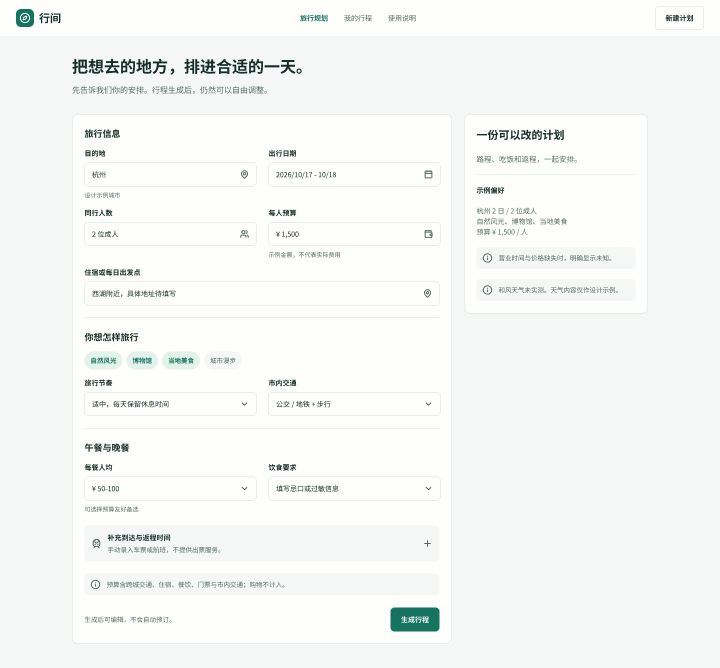 行间
旅行规划
我的行程
使用说明
新建计划
把想去的地方，排进合适的一天。
先告诉我们你的安排。行程生成后，仍然可以自由调整。
旅行信息
目的地
出行日期
杭州
2026/10/17 - 10/18
设计示例城市
同行人数
每人预算
2 位成人
¥ 1,500
示例金额，不代表实际费用
住宿或每日出发点
西湖附近，具体地址待填写
你想怎样旅行
自然风光
博物馆
当地美食
城市漫步
旅行节奏
市内交通
适中，每天保留休息时间
公交 / 地铁 + 步行
午餐与晚餐
每餐人均
饮食要求
¥ 50-100
填写忌口或过敏信息
可选择预算友好备选
补充到达与返程时间
手动录入车票或航班，不提供出票服务。
预算含跨城交通、住宿、餐饮、门票与市内交通；购物不计入。
生成后可编辑，不会自动预订。
生成行程
一份可以改的计划
路程、吃饭和返程，一起安排。
示例偏好
杭州 2 日 / 2 位成人
自然风光、博物馆、当地美食
预算 ¥ 1,500 / 人
营业时间与价格缺失时，明确显示未知。
和风天气未实测。天气内容仅作设计示例。